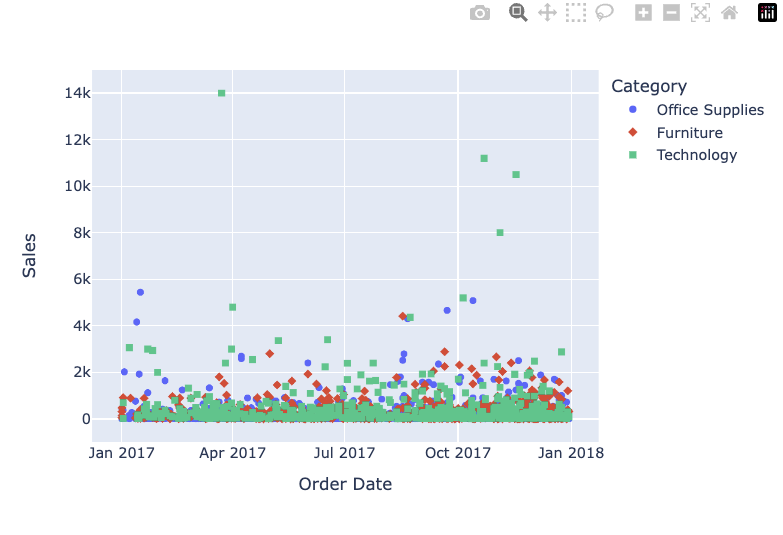 Category
Office Supplies
Furniture
Technology
14k
12k
10k
8k
6k
4k
2k
0
Sales
Jan 2017 Apr 2017 Jul 2017 Oct 2017 Jan 2018
Order Date